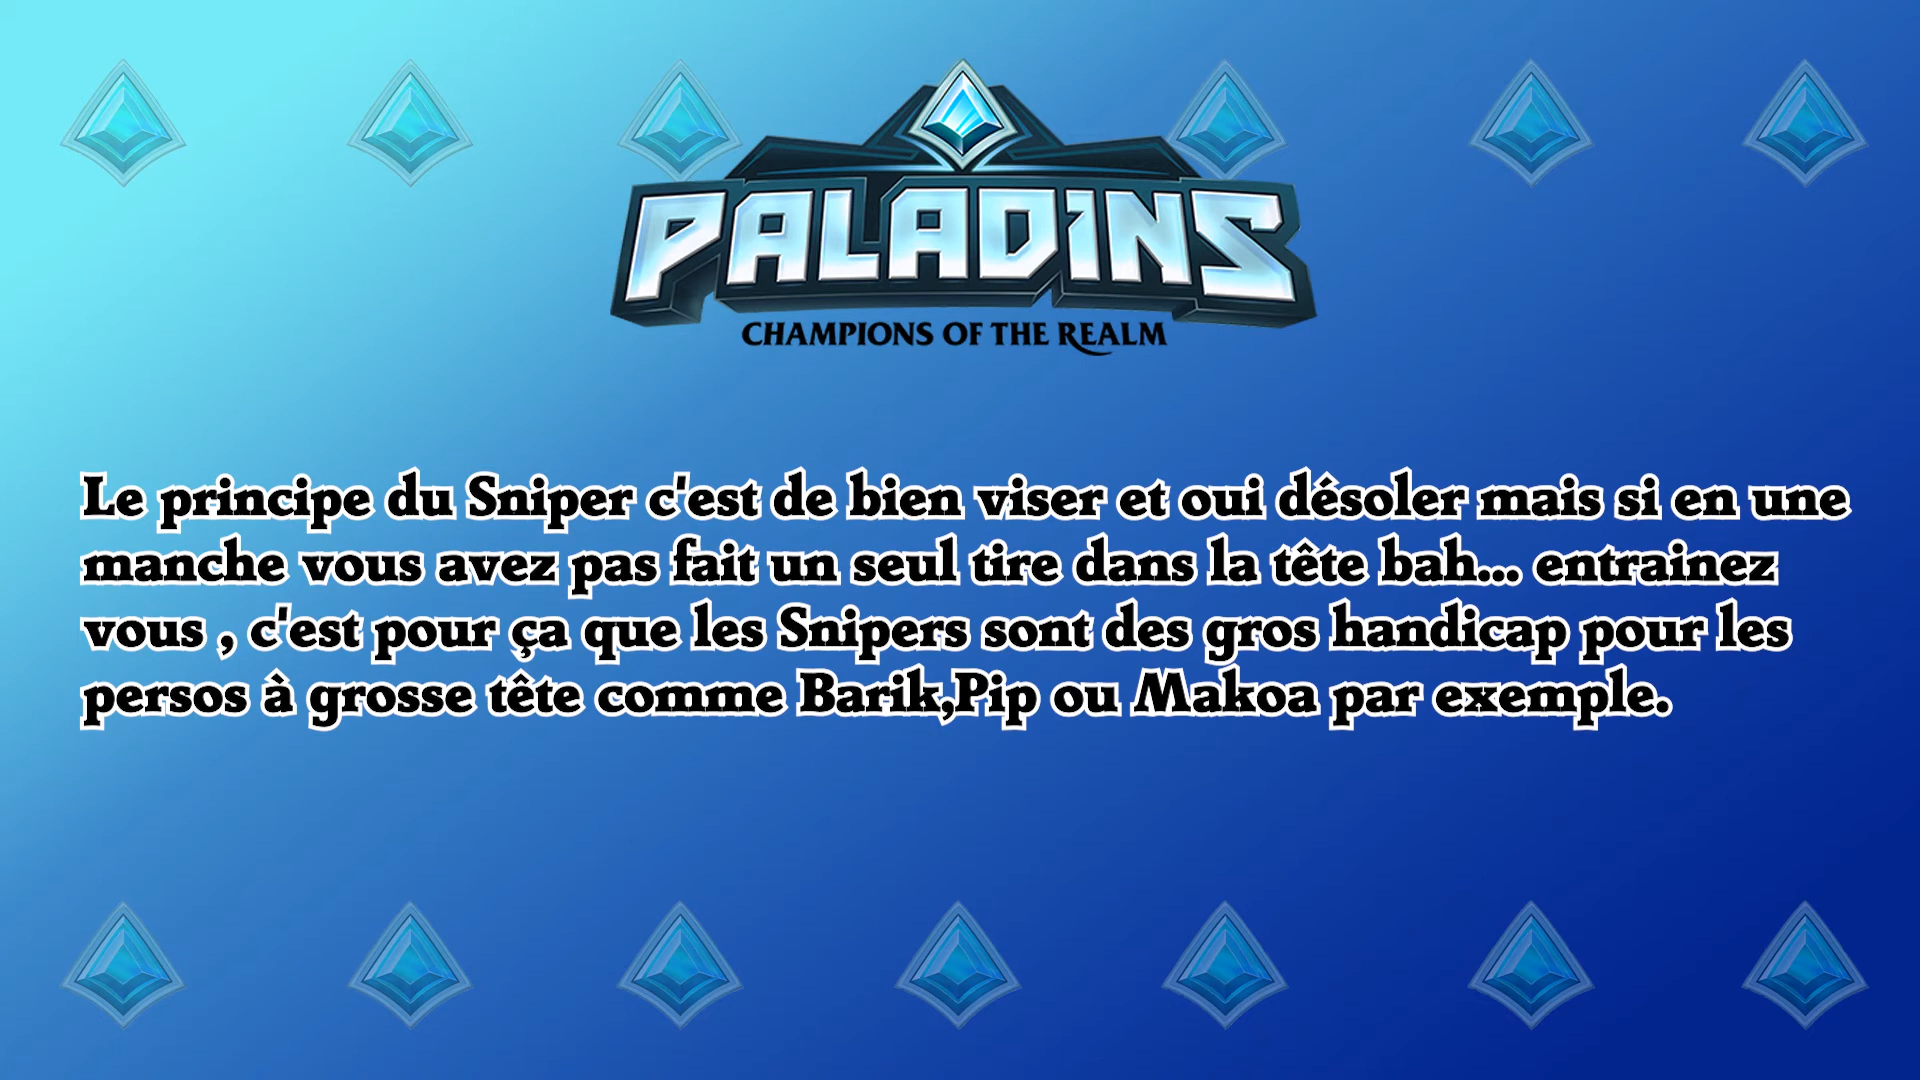 PALADINS
CHAMPIONS OF THE REALM
Le principe du Sniper c'est de bien viser et oui désoler mais si en une
manche vous avez pas fait un seul tire dans la tête bah... entrainez
vous , c'est pour ça que les Snipers sont des gros handicap pour les
persos à grosse tête comme Barik,Pip ou Makoa par exemple.